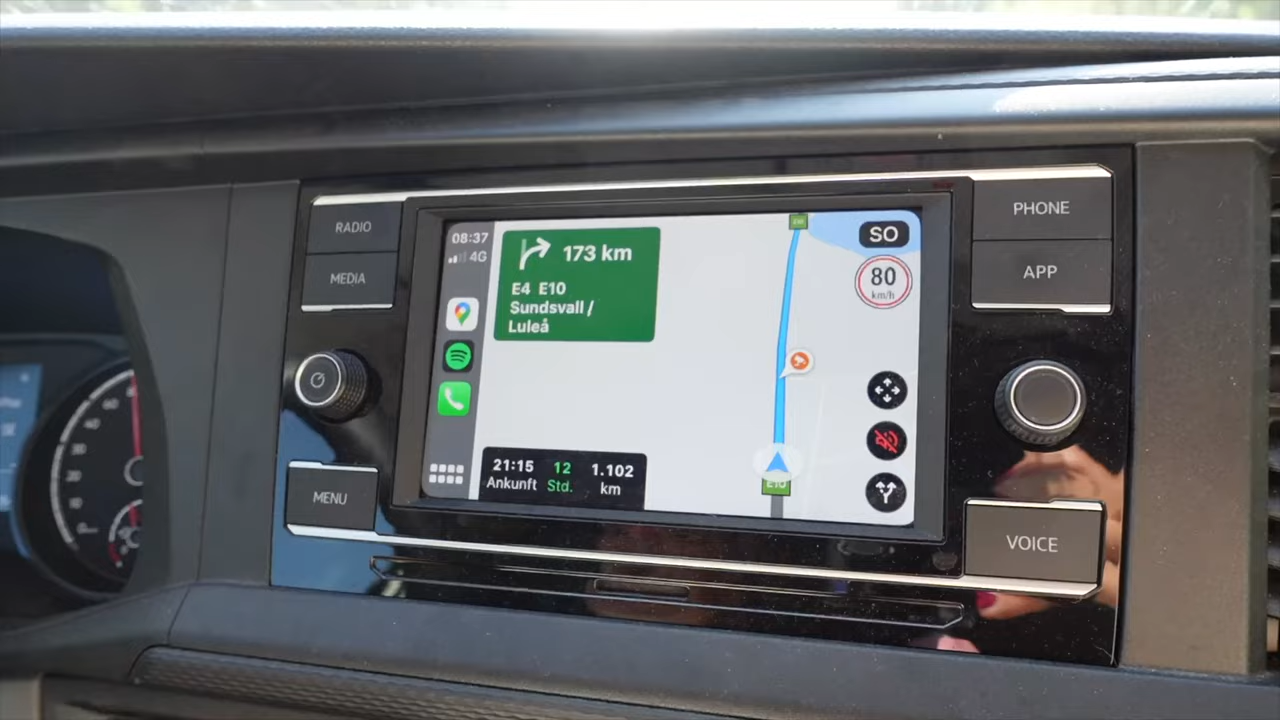 RADIO
MEDIA
MENU
PHONE
APP
VOICE
08:37
4G
173 km
E4 E10
Sundsvall /
Luleå
SO
80
km/h
21:15 12 1.102
Ankunft Std. km
E10